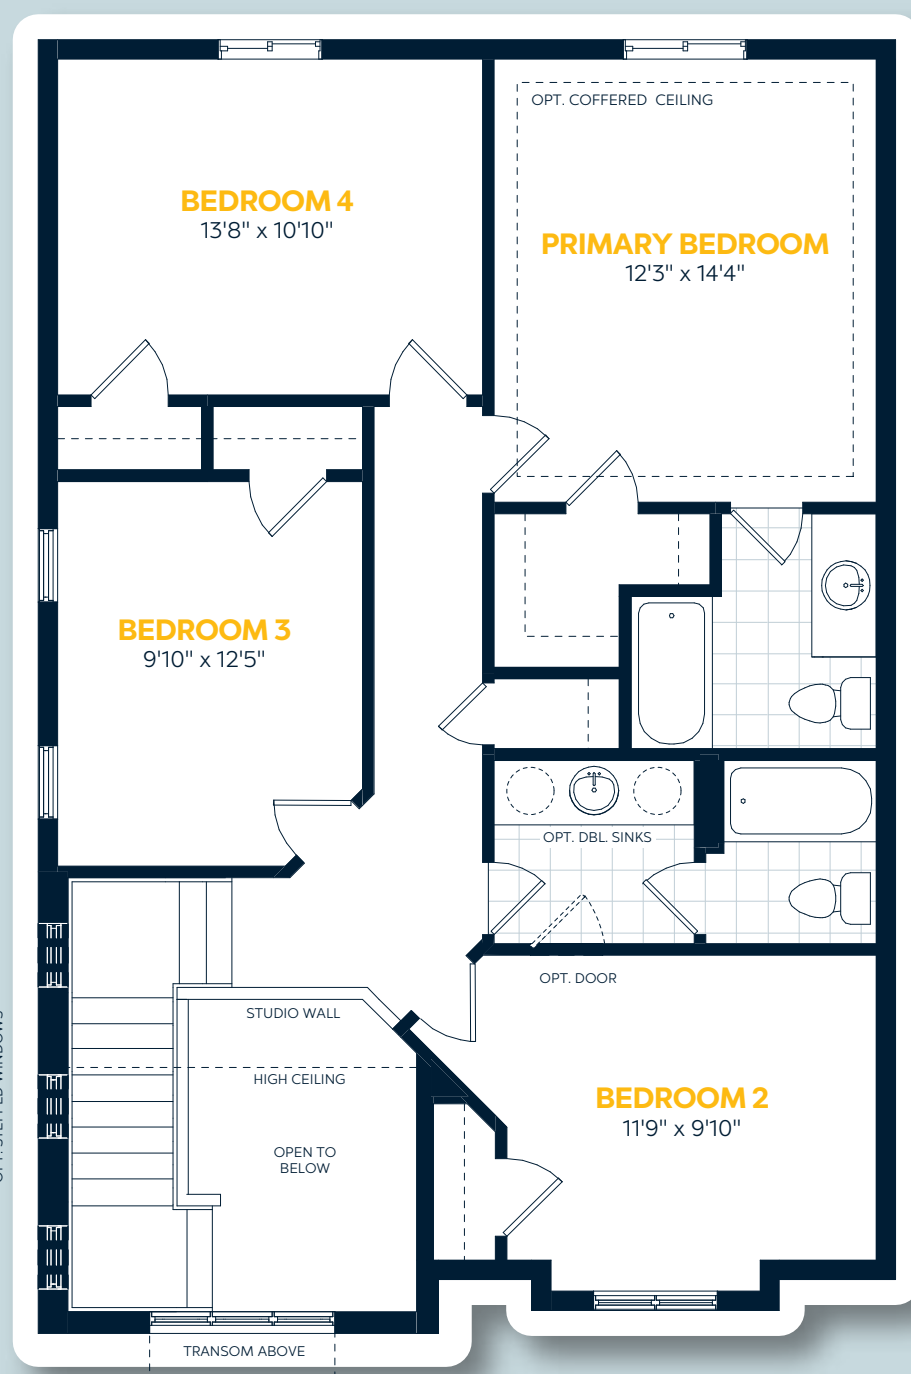 OPT. COFFERED CEILING
BEDROOM 4
13'8" x 10'10"
PRIMARY BEDROOM
12'3" x 14'4"
BEDROOM 3
9'10" x 12'5"
OPT. DBL. SINKS
OPT. DOOR
STUDIO WALL
HIGH CEILING
OPEN TO
BELOW
BEDROOM 2
11'9" x 9'10"
TRANSOM ABOVE